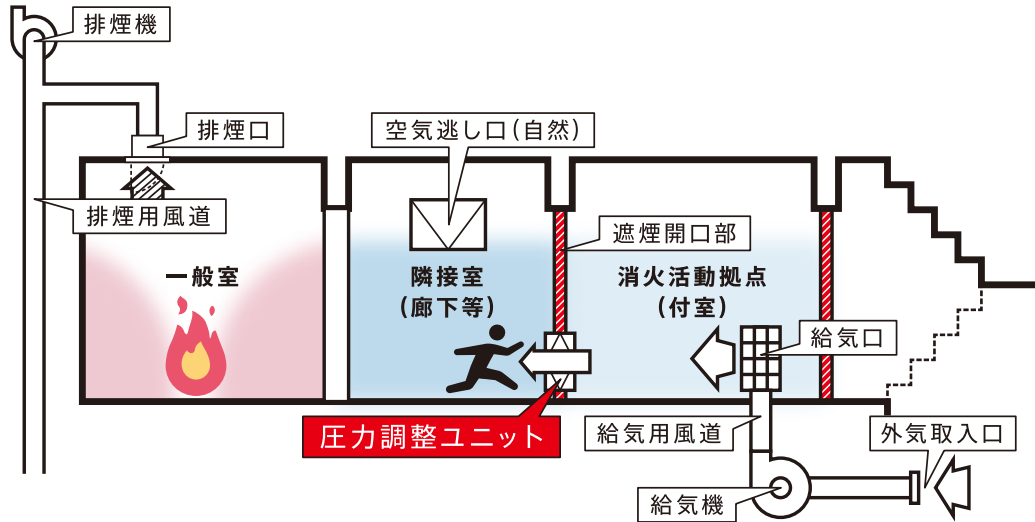 排煙機
排煙口
空気逃し口(自然)
排煙用風道
遮煙開口部
一般室
隣接室
(廊下等)
消火活動拠点
(付室)
給気口
圧力調整ユニット
給気用風道
外気取入口
給気機